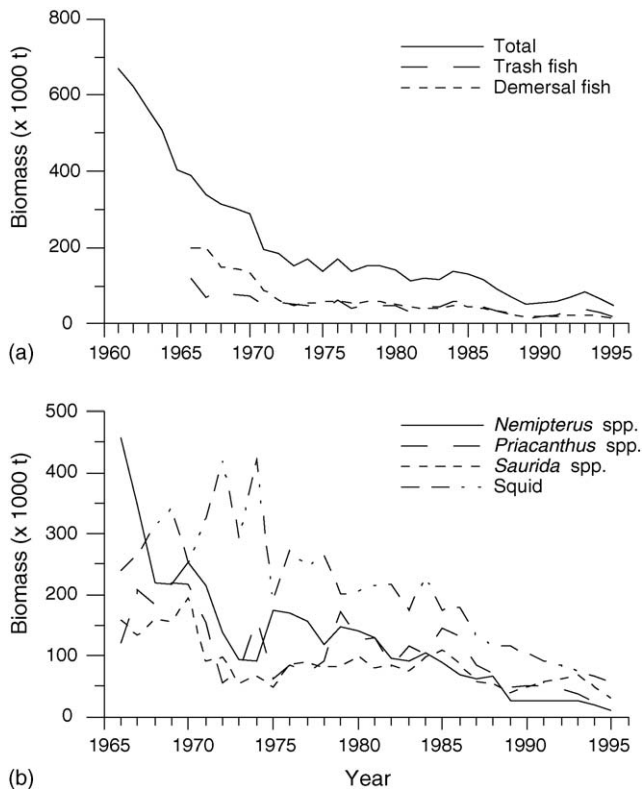 800
600
400
200
0
Biomass (x 1000 t)
Total
Trash fish
Demersal fish
1960 1965 1970 1975 1980 1985 1990 1995
(a)
500
400
300
200
100
0
Biomass (x 1000 t)
Nemipterus spp.
Priacanthus spp.
Saurida spp.
Squid
1965 1970 1975 1980 1985 1990 1995
(b)
Year